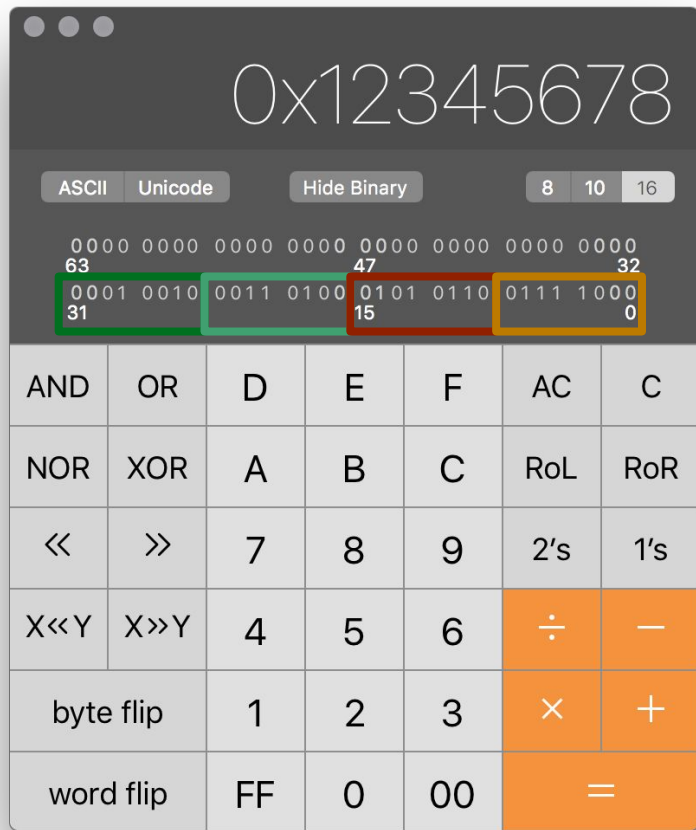 0x12345678
ASCII Unicode Hide Binary 8 10 16
0000 0000 0000 0000 0000 0000 0000 0000
63 47 32
0001 0010 0011 0100 0101 0110 0111 1000
31 15 0
AND OR D E F AC C
NOR XOR A B C RoL RoR
« » 7 8 9 2's 1's
X«Y X»Y 4 5 6 ÷ −
byte flip 1 2 3 × +
word flip FF 0 00 =